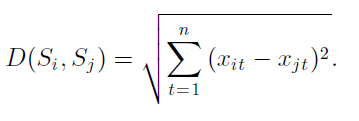 D(S_i, S_j) = \sqrt{\sum_{t=1}^{n} (x_{it} - x_{jt})^2}.